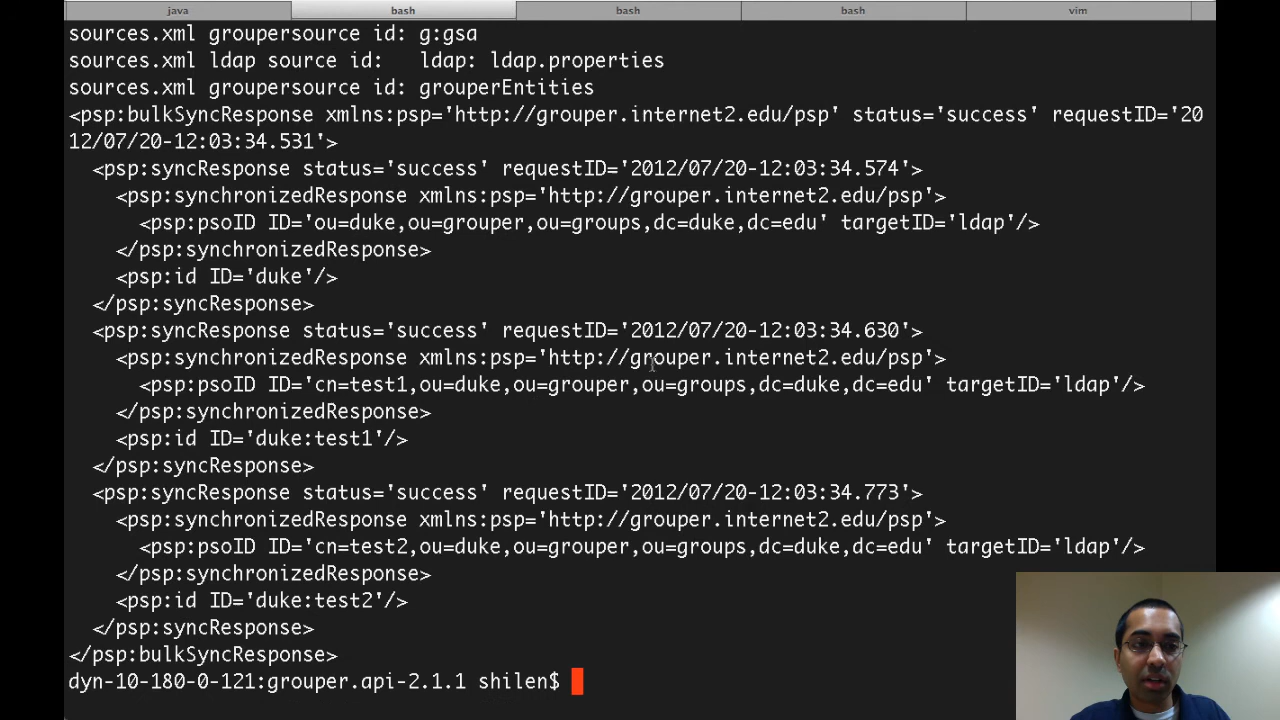 java bash bash bash vim
sources.xml groupersource id: g:gsa
sources.xml ldap source id:   ldap: ldap.properties
sources.xml groupersource id: grouperEntities
<psp:bulkSyncResponse xmlns:psp='http://grouper.internet2.edu/psp' status='success' requestID='20
12/07/20-12:03:34.531'>
  <psp:syncResponse status='success' requestID='2012/07/20-12:03:34.574'>
    <psp:synchronizedResponse xmlns:psp='http://grouper.internet2.edu/psp'>
      <psp:psoID ID='ou=duke,ou=grouper,ou=groups,dc=duke,dc=edu' targetID='ldap'/>
    </psp:synchronizedResponse>
    <psp:id ID='duke'/>
  </psp:syncResponse>
  <psp:syncResponse status='success' requestID='2012/07/20-12:03:34.630'>
    <psp:synchronizedResponse xmlns:psp='http://grouper.internet2.edu/psp'>
      <psp:psoID ID='cn=test1,ou=duke,ou=grouper,ou=groups,dc=duke,dc=edu' targetID='ldap'/>
    </psp:synchronizedResponse>
    <psp:id ID='duke:test1'/>
  </psp:syncResponse>
  <psp:syncResponse status='success' requestID='2012/07/20-12:03:34.773'>
    <psp:synchronizedResponse xmlns:psp='http://grouper.internet2.edu/psp'>
      <psp:psoID ID='cn=test2,ou=duke,ou=grouper,ou=groups,dc=duke,dc=edu' targetID='ldap'/>
    </psp:synchronizedResponse>
    <psp:id ID='duke:test2'/>
  </psp:syncResponse>
</psp:bulkSyncResponse>
dyn-10-180-0-121:grouper.api-2.1.1 shilen$